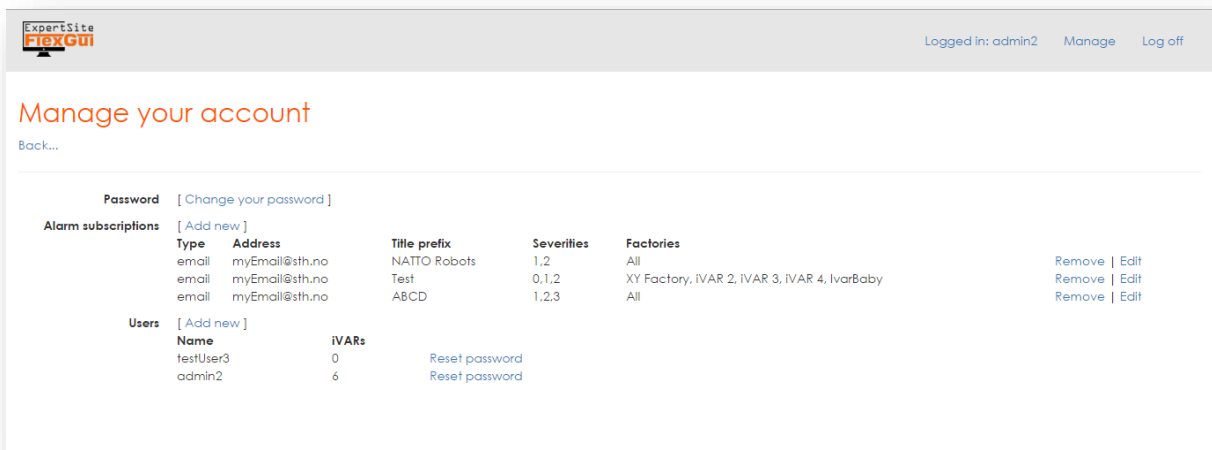 ExpertSite
FlexGui
Logged in: admin2 Manage Log off
Manage your account
Back...
Password [ Change your password ]
Alarm subscriptions [ Add new ]
Type Address Title prefix Severities Factories
email myEmail@sth.no NATTO Robots 1,2 All Remove | Edit
email myEmail@sth.no Test 0,1,2 XY Factory, iVAR 2, iVAR 3, iVAR 4, IvarBaby Remove | Edit
email myEmail@sth.no ABCD 1,2,3 All Remove | Edit
Users [ Add new ]
Name iVARs
testUser3 0 Reset password
admin2 6 Reset password